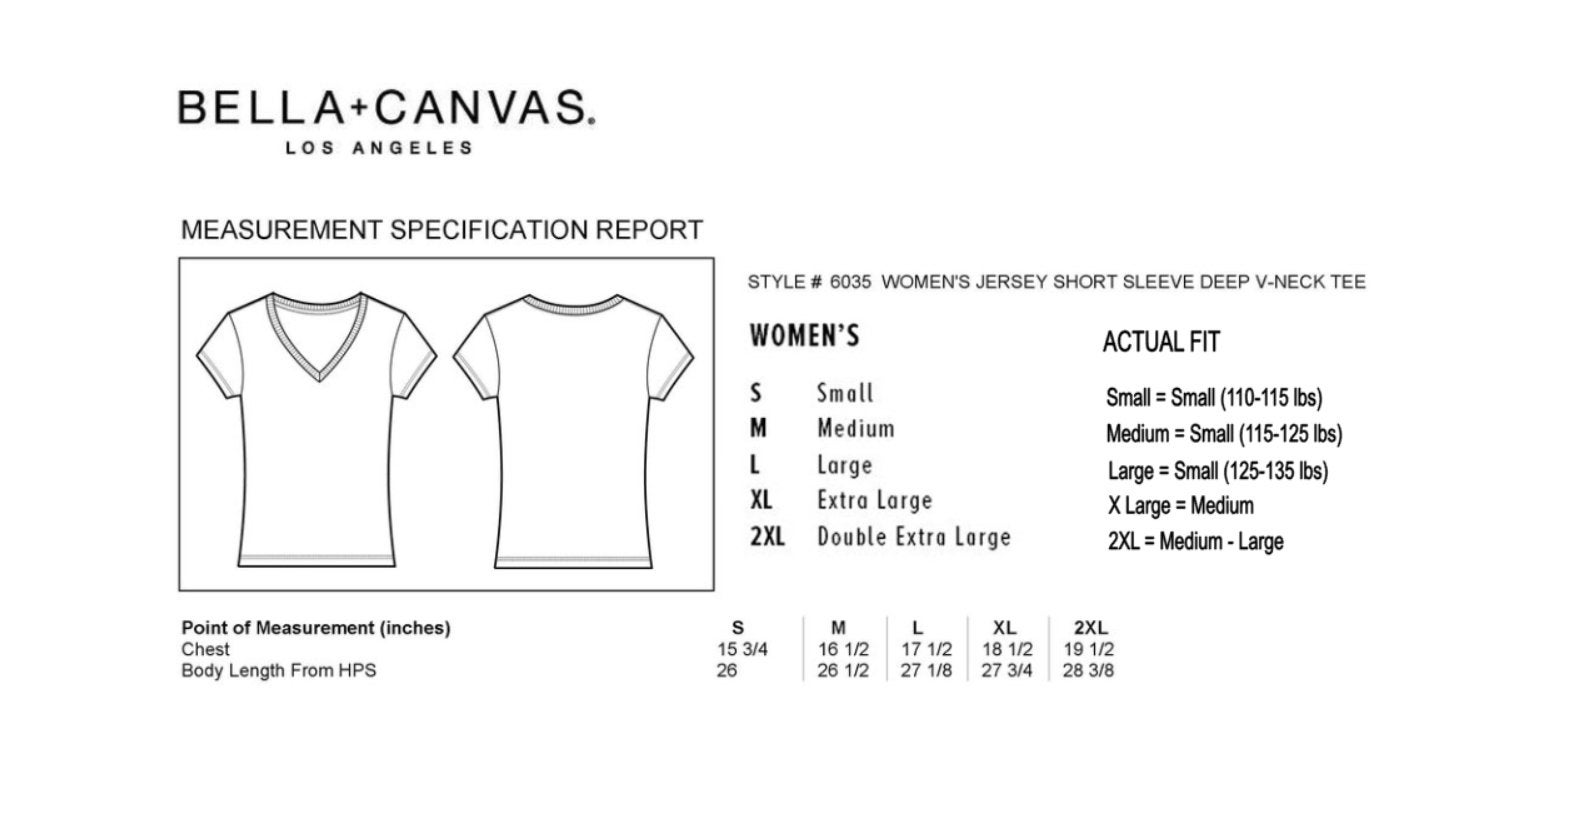 BELLA+CANVAS®
LOS ANGELES
MEASUREMENT SPECIFICATION REPORT
STYLE # 6035 WOMEN'S JERSEY SHORT SLEEVE DEEP V-NECK TEE
WOMEN'S
S Small
M Medium
L Large
XL Extra Large
2XL Double Extra Large
ACTUAL FIT
Small = Small (110-115 lbs)
Medium = Small (115-125 lbs)
Large = Small (125-135 lbs)
X Large = Medium
2XL = Medium - Large
Point of Measurement (inches) S M L XL 2XL
Chest 15 3/4 16 1/2 17 1/2 18 1/2 19 1/2
Body Length From HPS 26 26 1/2 27 1/8 27 3/4 28 3/8